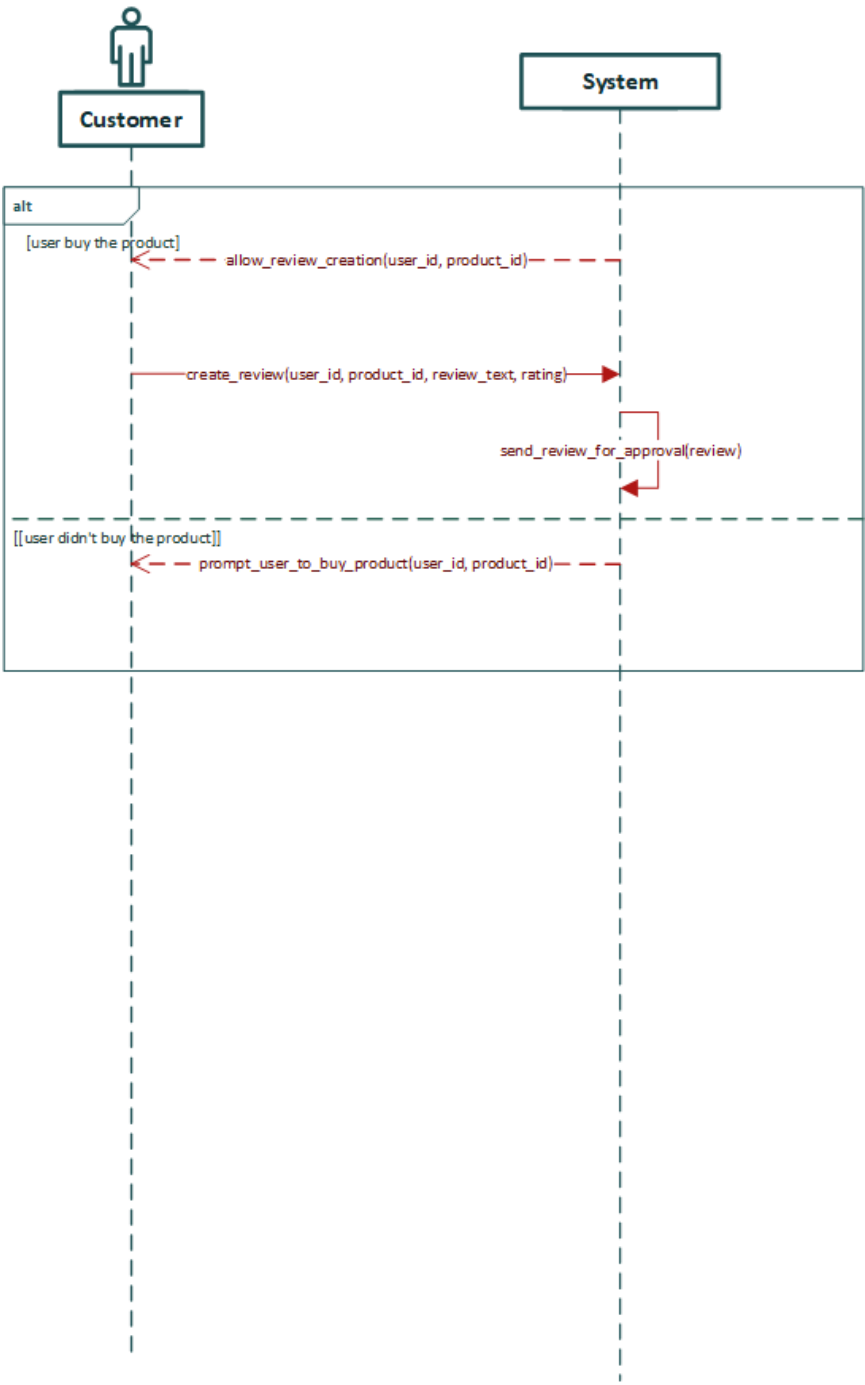 Customer
System
alt
[user buy the product]
allow_review_creation(user_id, product_id)
create_review(user_id, product_id, review_text, rating)
send_review_for_approval(review)
[[user didn't buy the product]]
prompt_user_to_buy_product(user_id, product_id)